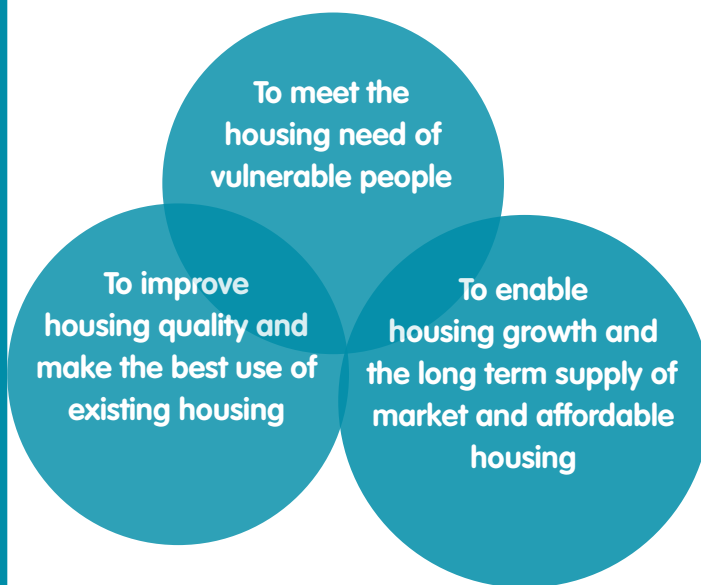 To meet the
housing need of
vulnerable people
To improve
housing quality and
make the best use of
existing housing
To enable
housing growth and
the long term supply of
market and affordable
housing